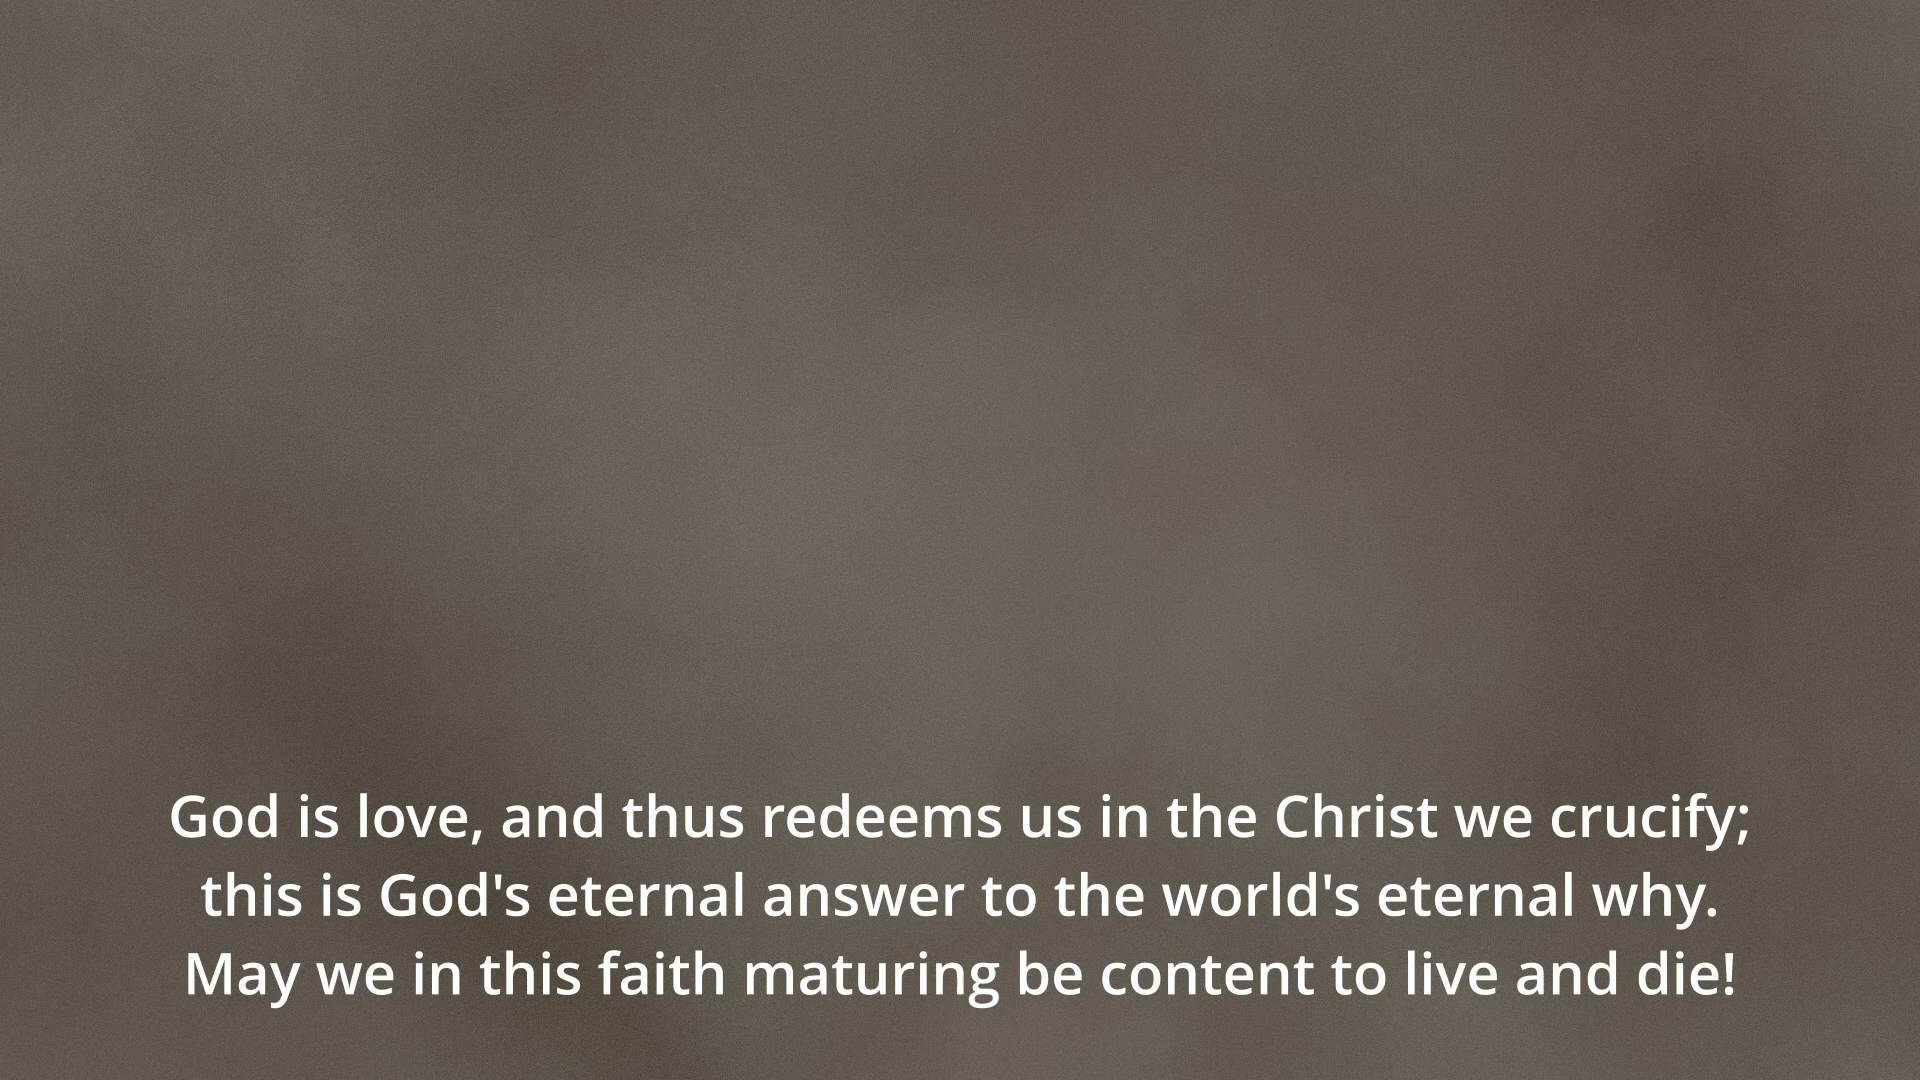 God is love, and thus redeems us in the Christ we crucify;
this is God's eternal answer to the world's eternal why.
May we in this faith maturing be content to live and die!